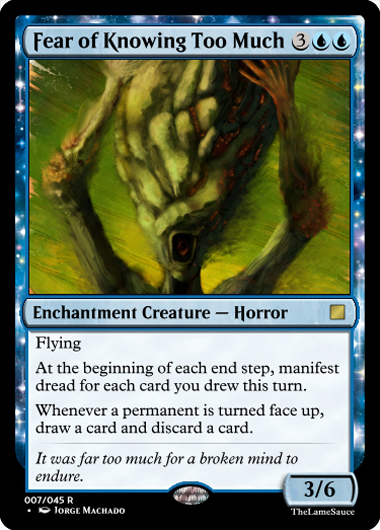 Fear of Knowing Too Much 3
Enchantment Creature — Horror
Flying
At the beginning of each end step, manifest
dread for each card you drew this turn.
Whenever a permanent is turned face up,
draw a card and discard a card.
It was far too much for a broken mind to
endure.
3/6
007/045 R
• Jorge Machado
TheLameSauce